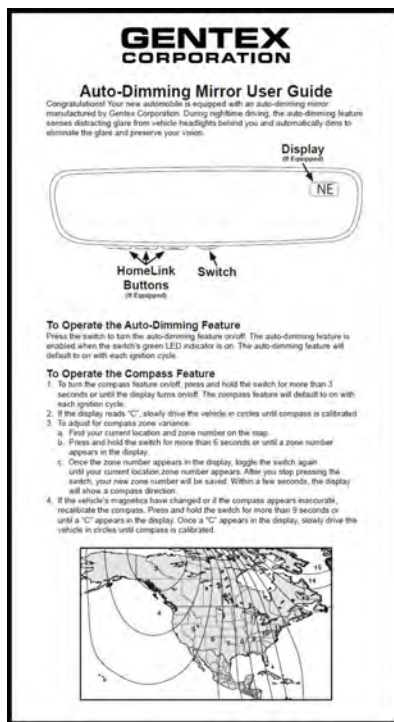 GENTEX
CORPORATION
Auto-Dimming Mirror User Guide
Congratulations! Your new automobile is equipped with an auto-dimming mirror
manufactured by Gentex Corporation. During nighttime driving, the auto-dimming feature
senses distracting glare from vehicle headlights behind you and automatically dims to
eliminate the glare and preserve your vision.
Display
(If Equipped)
NE
HomeLink
Buttons
(If Equipped)
Switch
To Operate the Auto-Dimming Feature
Press the switch to turn the auto-dimming feature on/off. The auto-dimming feature is
enabled when the switch's green LED indicator is on. The auto-dimming feature will
default to on with each ignition cycle.
To Operate the Compass Feature
1. To turn the compass feature on/off, press and hold the switch for more than 3
seconds or until the display turns on/off. The compass feature will default to on with
each ignition cycle.
2. If the display reads "C", slowly drive the vehicle in circles until compass is calibrated
3. To adjust for compass zone variance:
a. Find your current location and zone number on the map.
b. Press and hold the switch for more than 6 seconds or until a zone number
appears in the display.
c. Once the zone number appears in the display, toggle the switch again
until your current location zone number appears. After you stop pressing the
switch, your new zone number will be saved. Within a few seconds, the display
will show a compass direction.
4. If the vehicle's magnetics have changed or if the compass appears inaccurate,
recalibrate the compass. Press and hold the switch for more than 9 seconds or
until a "C" appears in the display. Once a "C" appears in the display, slowly drive the
vehicle in circles until compass is calibrated.
15
14
4